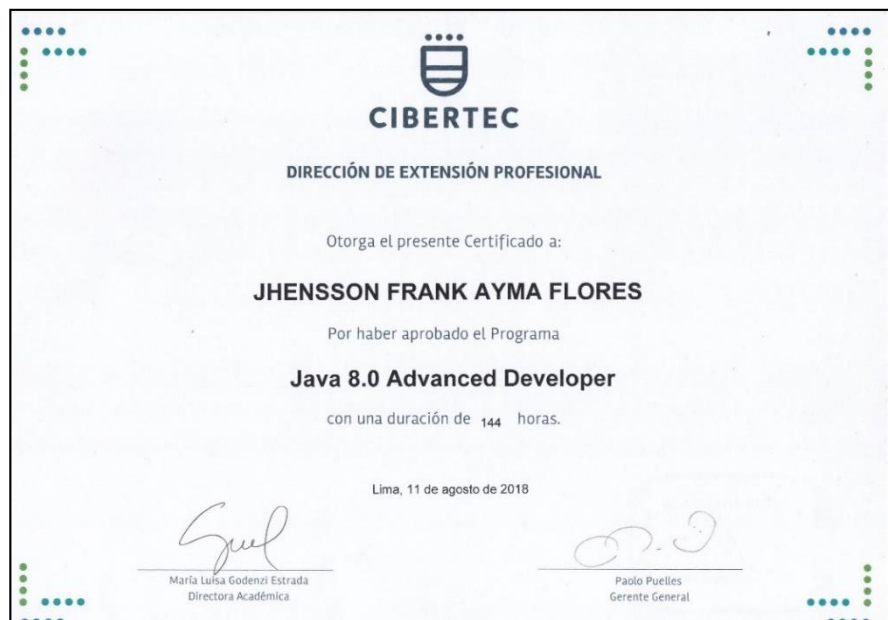 CIBERTEC
DIRECCIÓN DE EXTENSIÓN PROFESIONAL
Otorga el presente Certificado a:
JHENSSON FRANK AYMA FLORES
Por haber aprobado el Programa
Java 8.0 Advanced Developer
con una duración de 144 horas.
Lima, 11 de agosto de 2018
María Luisa Godenzi Estrada
Directora Académica
Paolo Puelles
Gerente General